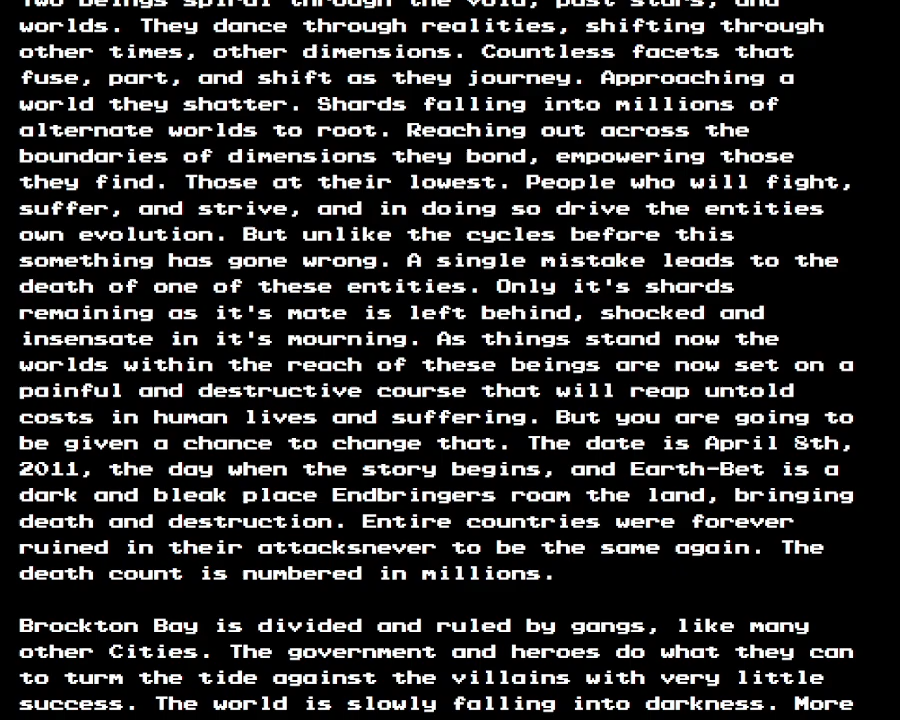 Two beings spiral through the void, past stars, and
worlds. They dance through realities, shifting through
other times, other dimensions. Countless facets that
fuse, part, and shift as they journey. Approaching a
world they shatter. Shards falling into millions of
alternate worlds to root. Reaching out across the
boundaries of dimensions they bond, empowering those
they find. Those at their lowest. People who will fight,
suffer, and strive, and in doing so drive the entities
own evolution. But unlike the cycles before this
something has gone wrong. A single mistake leads to the
death of one of these entities. Only it's shards
remaining as it's mate is left behind, shocked and
insensate in it's mourning. As things stand now the
worlds within the reach of these beings are now set on a
painful and destructive course that will reap untold
costs in human lives and suffering. But you are going to
be given a chance to change that. The date is April 8th,
2011, the day when the story begins, and Earth-Bet is a
dark and bleak place Endbringers roam the land, bringing
death and destruction. Entire countries were forever
ruined in their attacksnever to be the same again. The
death count is numbered in millions.

Brockton Bay is divided and ruled by gangs, like many
other Cities. The government and heroes do what they can
to turm the tide against the villains with very little
success. The world is slowly falling into darkness. More